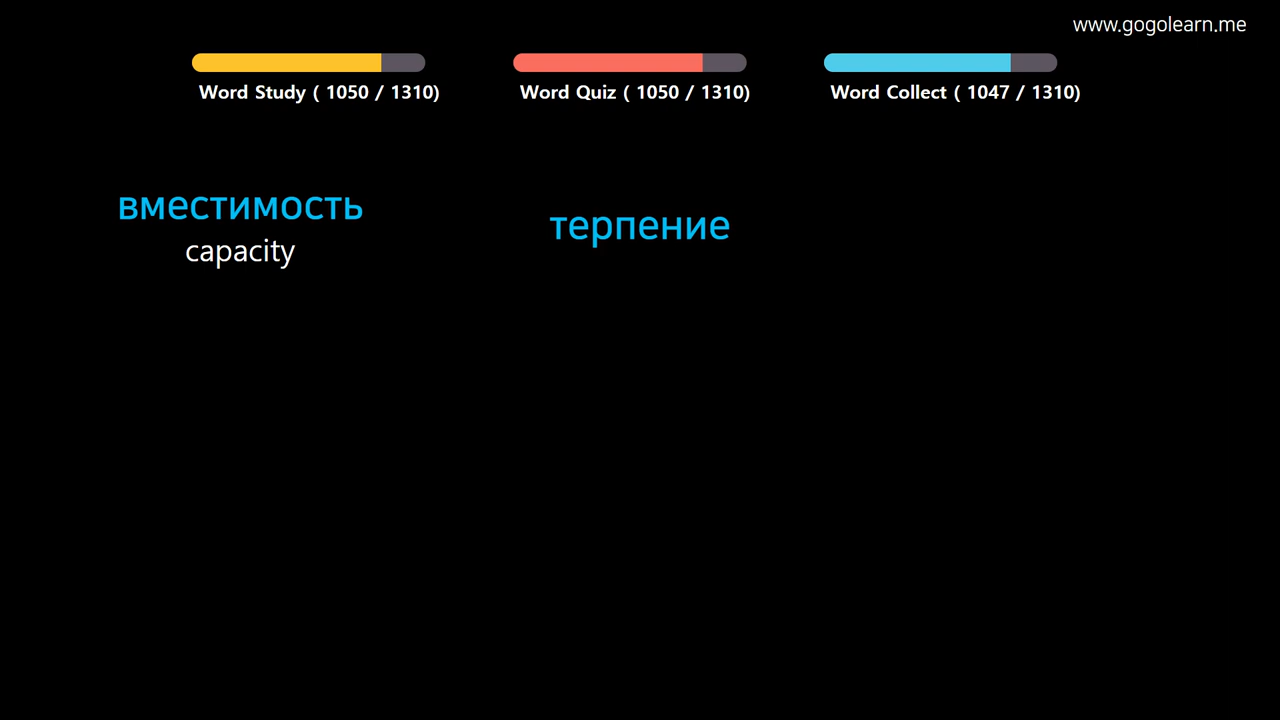 www.gogolearn.me
Word Study ( 1050 / 1310)
Word Quiz ( 1050 / 1310)
Word Collect ( 1047 / 1310)
вместимость
capacity
терпение